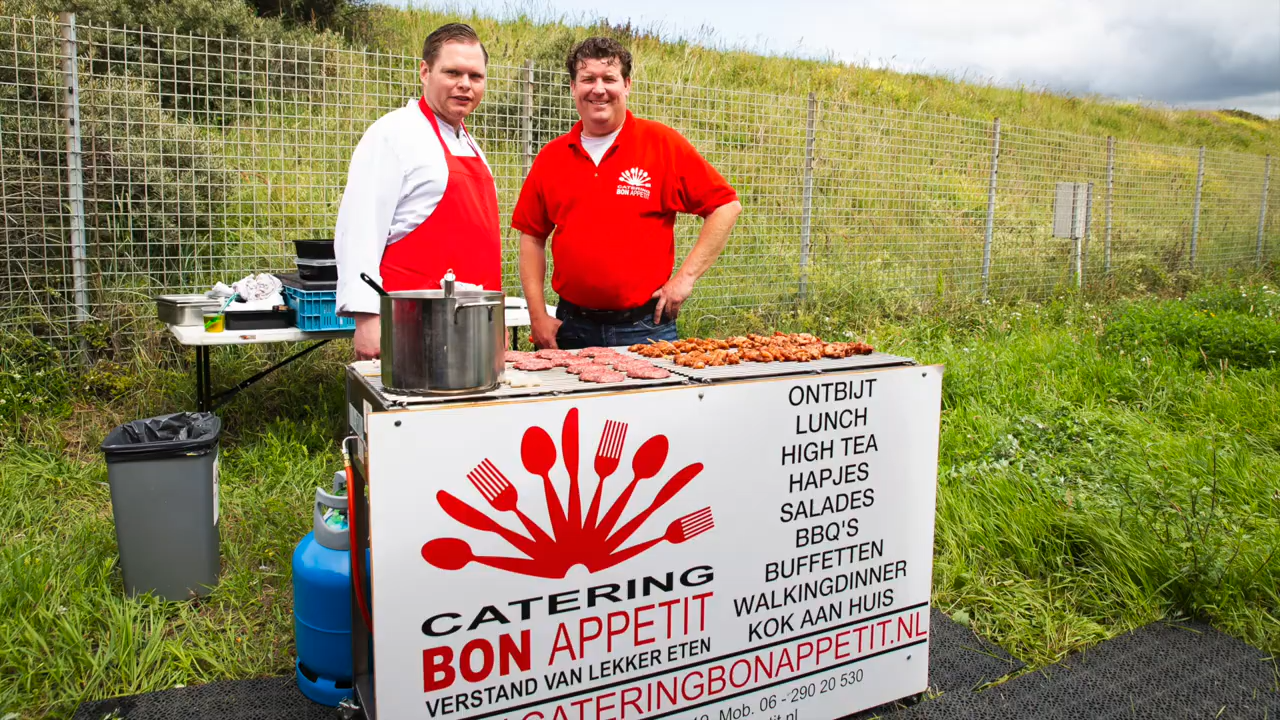 CATERING
BON APPETIT
CATERING
BON APPETIT
VERSTAND VAN LEKKER ETEN
ONTBIJT
LUNCH
HIGH TEA
HAPJES
SALADES
BBQ'S
BUFFETTEN
WALKINGDINNER
KOK AAN HUIS
CATERINGBONAPPETIT.NL
Mob. 06 - 290 20 530